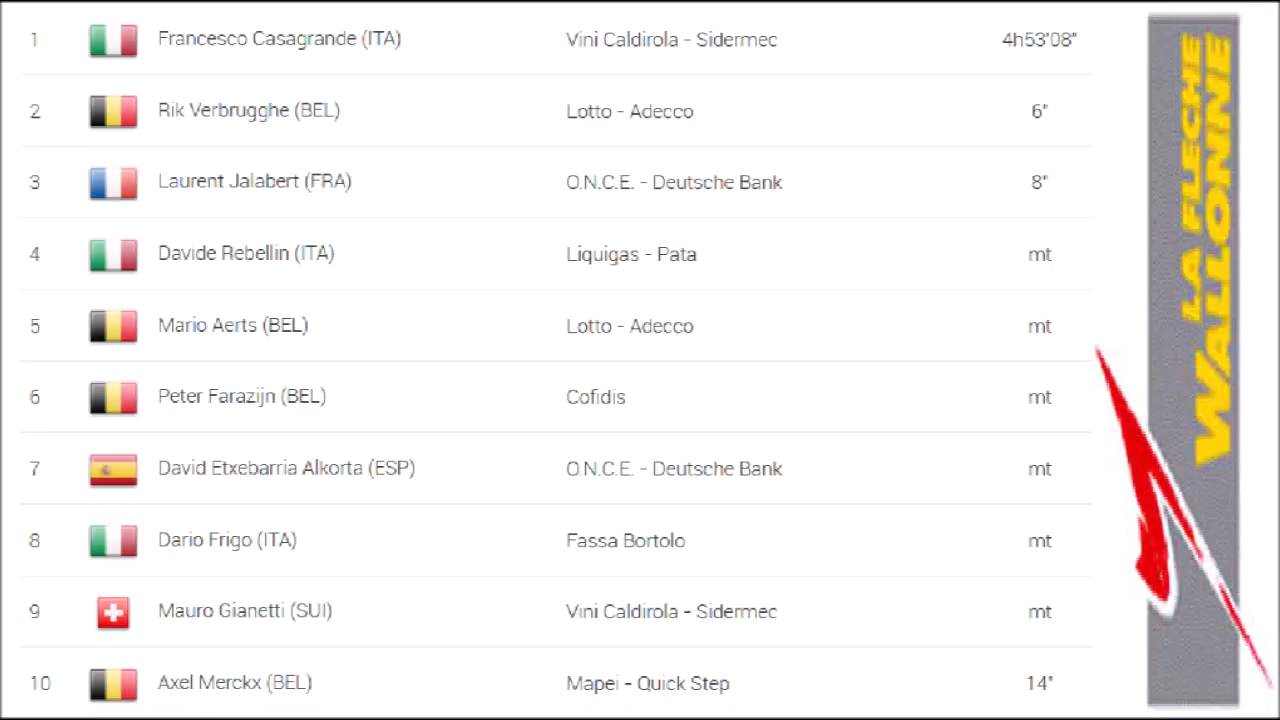 1 Francesco Casagrande (ITA) Vini Caldirola - Sidermec 4h53'08"
2 Rik Verbrugghe (BEL) Lotto - Adecco 6"
3 Laurent Jalabert (FRA) O.N.C.E. - Deutsche Bank 8"
4 Davide Rebellin (ITA) Liquigas - Pata mt
5 Mario Aerts (BEL) Lotto - Adecco mt
6 Peter Farazijn (BEL) Cofidis mt
7 David Etxebarria Alkorta (ESP) O.N.C.E. - Deutsche Bank mt
8 Dario Frigo (ITA) Fassa Bortolo mt
9 Mauro Gianetti (SUI) Vini Caldirola - Sidermec mt
10 Axel Merckx (BEL) Mapei - Quick Step 14"
LA FLECHE
WALLONNE